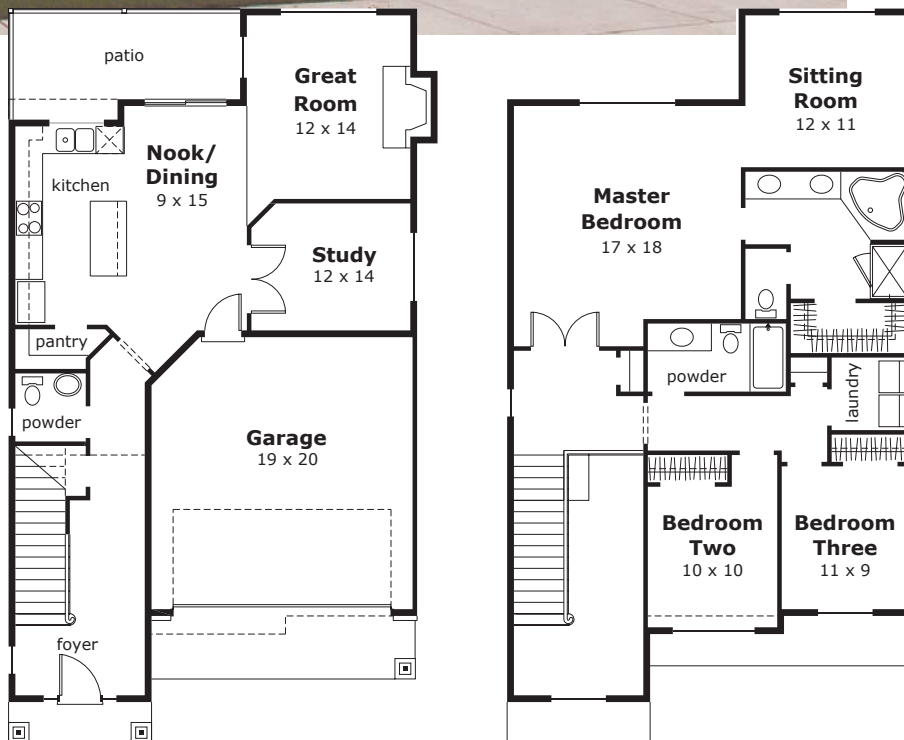 patio
Great
Room
12 x 14
Nook/
Dining
9 x 15
kitchen
Study
12 x 14
pantry
powder
Garage
19 x 20
foyer
Sitting
Room
12 x 11
Master
Bedroom
17 x 18
powder
laundry
Bedroom
Two
10 x 10
Bedroom
Three
11 x 9